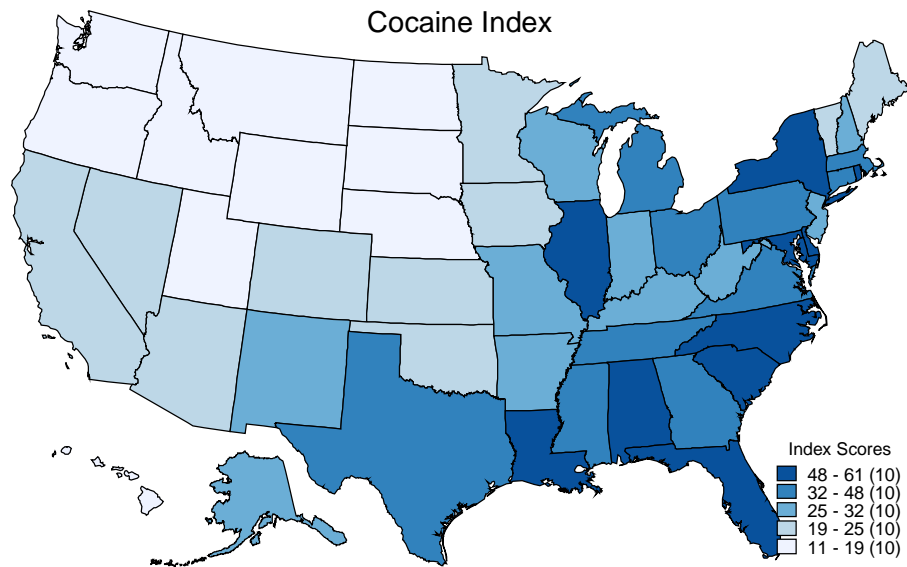 Cocaine Index
Index Scores
48 - 61 (10)
32 - 48 (10)
25 - 32 (10)
19 - 25 (10)
11 - 19 (10)